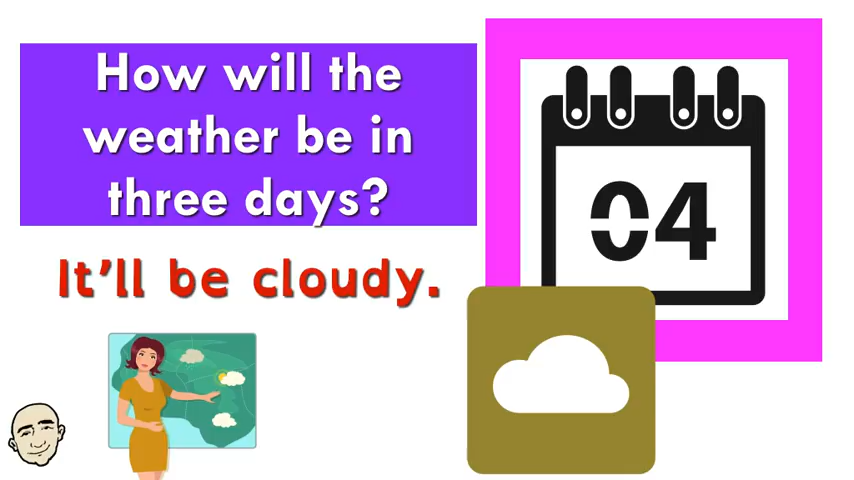 How will the
weather be in
three days?
It'll be cloudy.
04